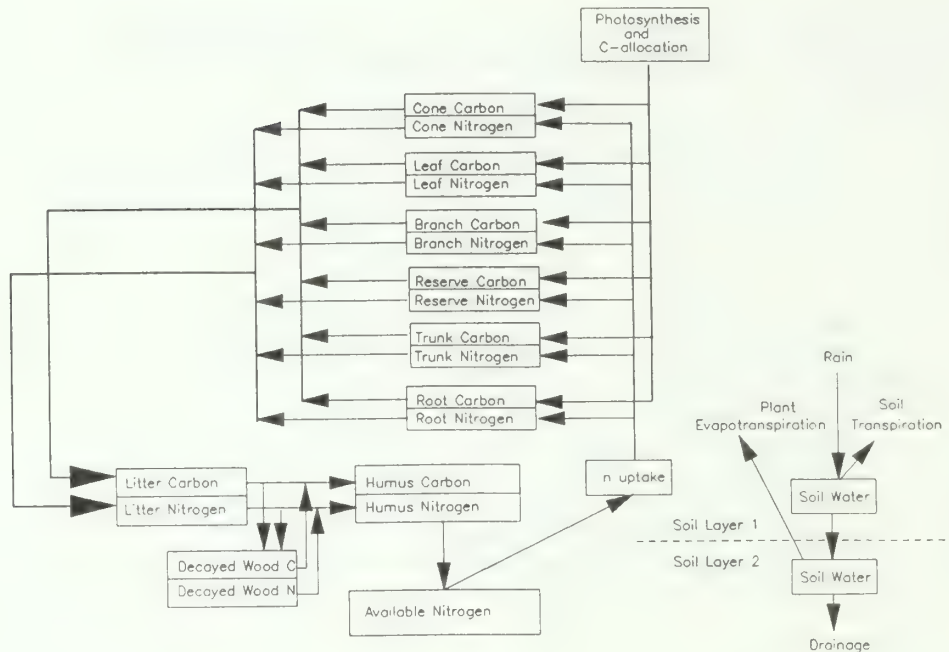 Photosynthesis
and
C-allocation
Cone Carbon
Cone Nitrogen
Leaf Carbon
Leaf Nitrogen
Branch Carbon
Branch Nitrogen
Reserve Carbon
Reserve Nitrogen
Trunk Carbon
Trunk Nitrogen
Root Carbon
Root Nitrogen
Rain
Plant
Evapotranspiration
Soil
Transpiration
Litter Carbon
Litter Nitrogen
Humus Carbon
Humus Nitrogen
n uptake
Soil Water
Soil Layer 1
Soil Layer 2
Decayed Wood C
Decayed Wood N
Soil Water
Available Nitrogen
Drainage